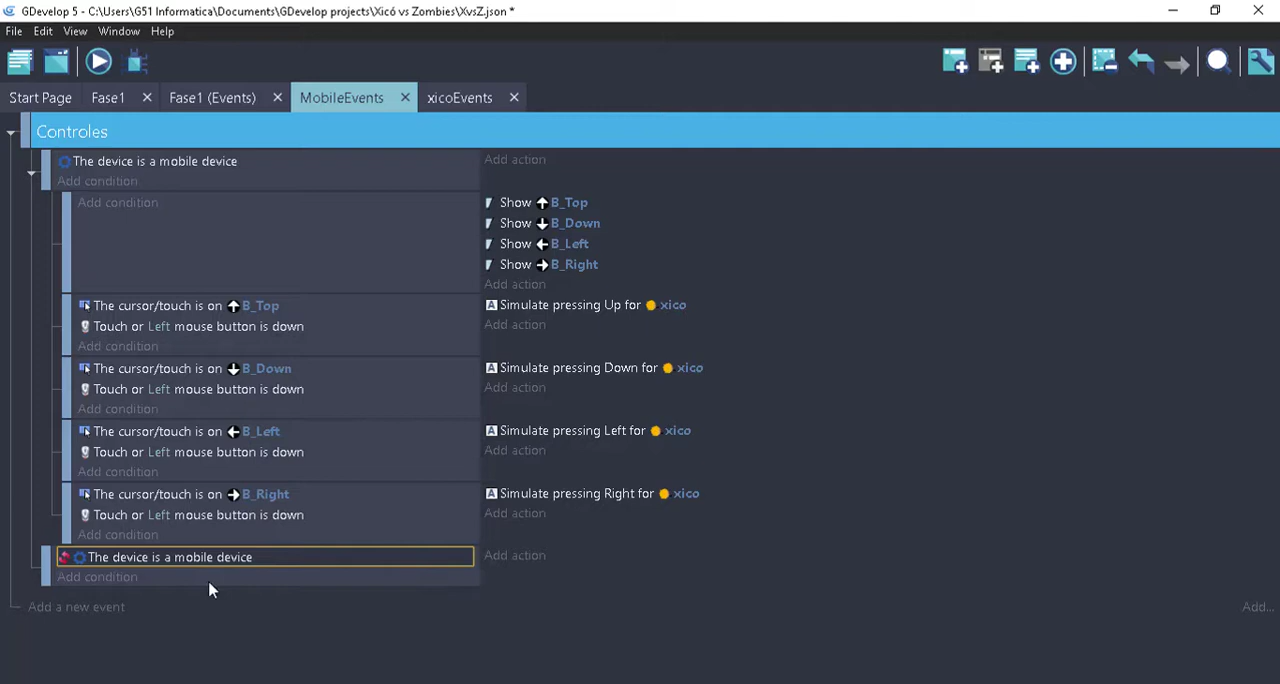 GDevelop 5 - C:\Users\G51 Informatica\Documents\GDevelop projects\Xicó vs Zombies\XvsZ.json *
File Edit View Window Help
Start Page Fase1 Fase1 (Events) MobileEvents xicoEvents
Controles
The device is a mobile device Add action
Add condition
Add condition Show B_Top
Show B_Down
Show B_Left
Show B_Right
Add action
The cursor/touch is on B_Top Simulate pressing Up for xico
Touch or Left mouse button is down Add action
Add condition
The cursor/touch is on B_Down Simulate pressing Down for xico
Touch or Left mouse button is down Add action
Add condition
The cursor/touch is on B_Left Simulate pressing Left for xico
Touch or Left mouse button is down Add action
Add condition
The cursor/touch is on B_Right Simulate pressing Right for xico
Touch or Left mouse button is down Add action
Add condition
The device is a mobile device Add action
Add condition
Add a new event Add...